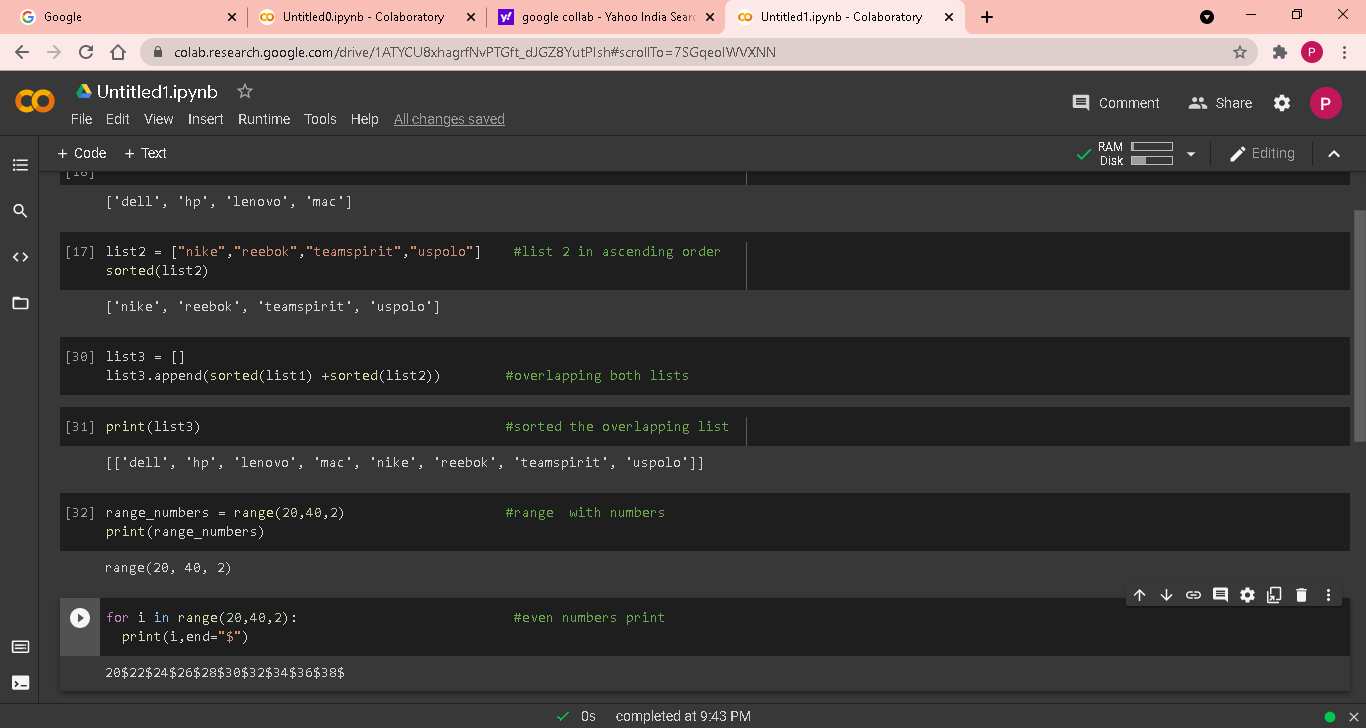 Google
Untitled0.ipynb - Colaboratory
google collab - Yahoo India Sear
Untitled1.ipynb - Colaboratory
colab.research.google.com/drive/1ATYCU8xhagrfNvPTGft_dJGZ8YutPIsh#scrollTo=7SGqeolWVXNN
P
Untitled1.ipynb
Comment
Share
P
File Edit View Insert Runtime Tools Help All changes saved
+ Code + Text
RAM
Disk
Editing
['dell', 'hp', 'lenovo', 'mac']
[17] list2 = ["nike","reebok","teamspirit","uspolo"] #list 2 in ascending order
sorted(list2)
['nike', 'reebok', 'teamspirit', 'uspolo']
[30] list3 = []
list3.append(sorted(list1) +sorted(list2)) #overlapping both lists
[31] print(list3) #sorted the overlapping list
[['dell', 'hp', 'lenovo', 'mac', 'nike', 'reebok', 'teamspirit', 'uspolo']]
[32] range_numbers = range(20,40,2) #range with numbers
print(range_numbers)
range(20, 40, 2)
for i in range(20,40,2): #even numbers print
print(i,end="$")
20$22$24$26$28$30$32$34$36$38$
0s completed at 9:43 PM